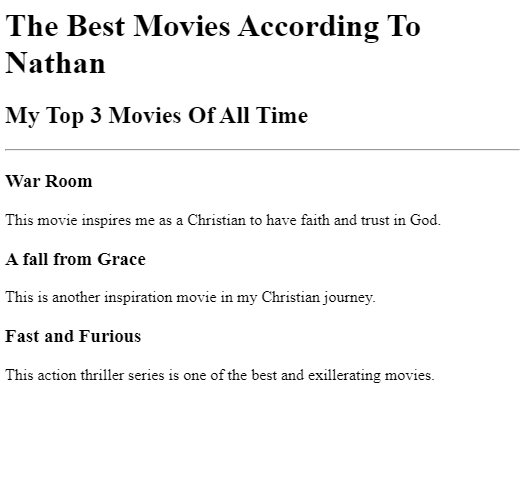 The Best Movies According To
Nathan
My Top 3 Movies Of All Time
War Room
This movie inspires me as a Christian to have faith and trust in God.
A fall from Grace
This is another inspiration movie in my Christian journey.
Fast and Furious
This action thriller series is one of the best and exillerating movies.